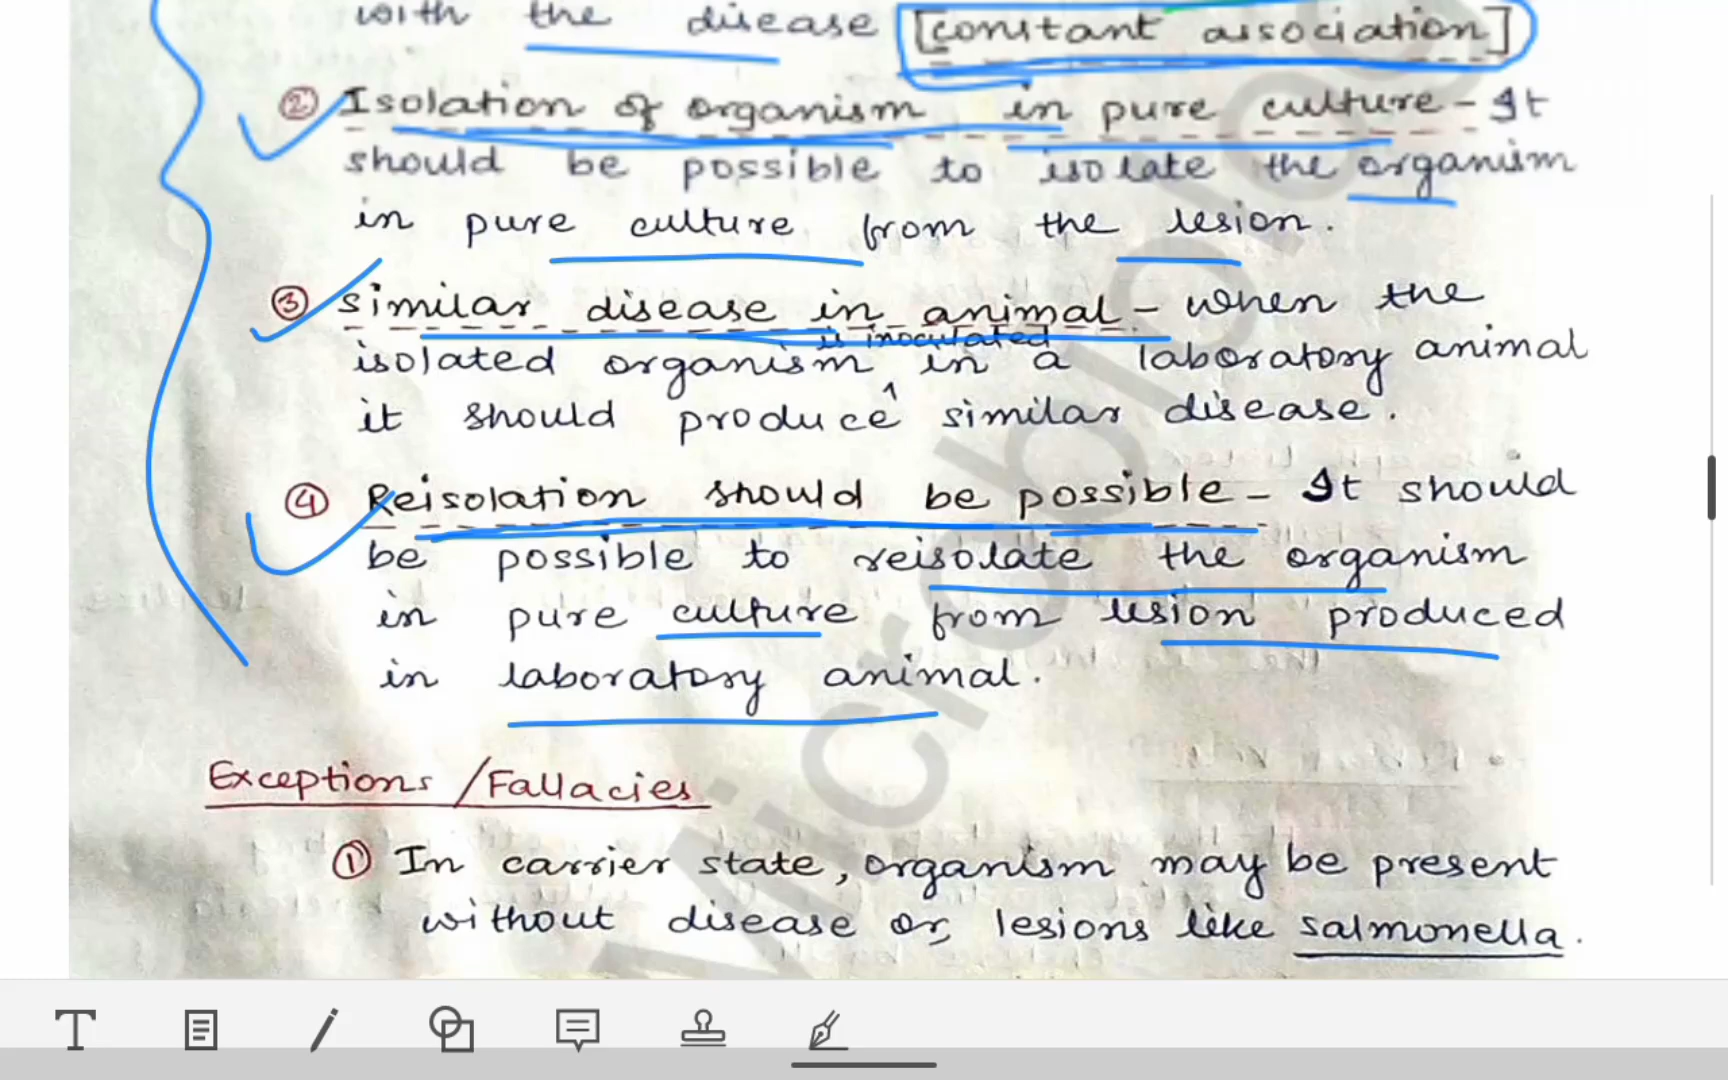 with the disease [constant association]
② Isolation of organism in pure culture - It
should be possible to isolate the organism
in pure culture from the lesion.
③ Similar disease in animal - when the
is inoculated
isolated organism ^ in a laboratory animal
it should produce similar disease.
④ Reisolation should be possible - It should
be possible to reisolate the organism
in pure culture from lesion produced
in laboratory animal.
Exceptions / Fallacies
① In carrier state, organism may be present
without disease or lesions like salmonella.